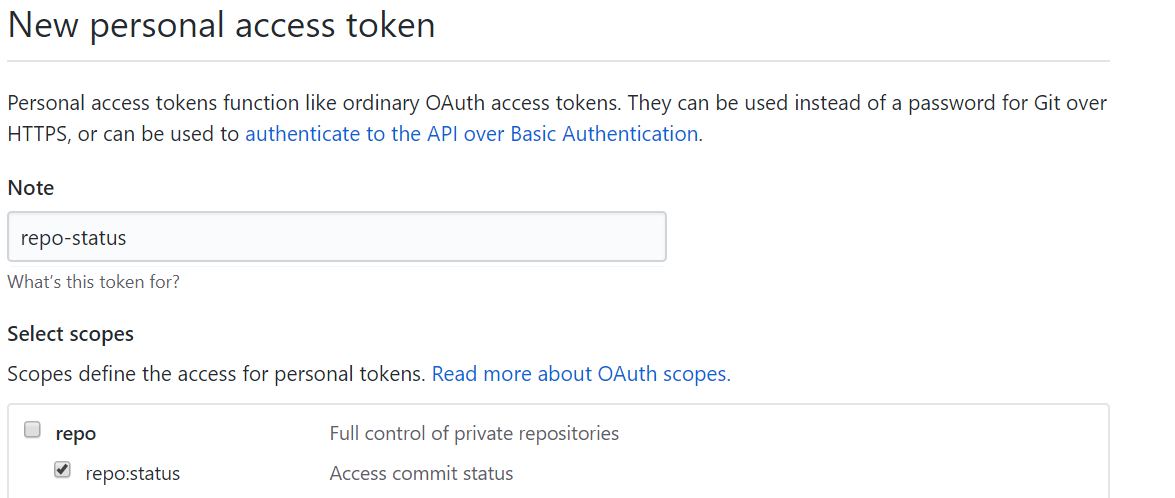 New personal access token
Personal access tokens function like ordinary OAuth access tokens. They can be used instead of a password for Git over
HTTPS, or can be used to authenticate to the API over Basic Authentication.
Note
repo-status
What's this token for?
Select scopes
Scopes define the access for personal tokens. Read more about OAuth scopes.
repo Full control of private repositories
repo:status Access commit status